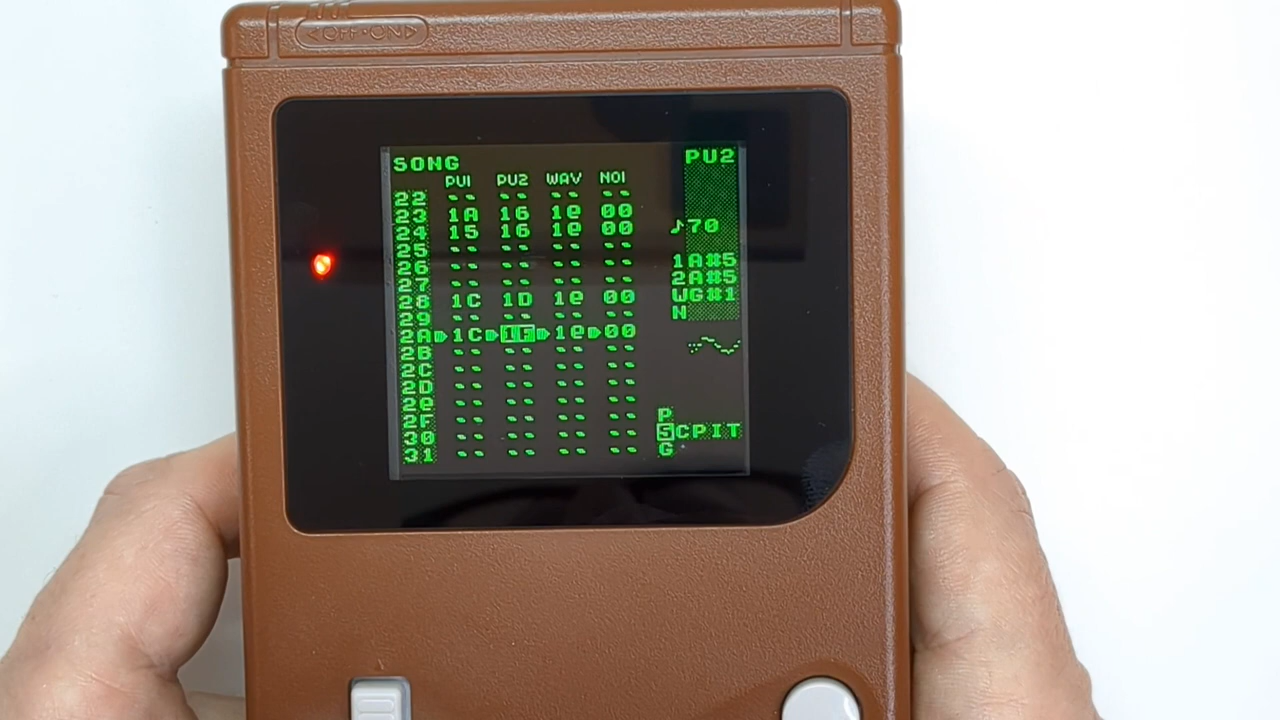 OFF•ON
SONG PU2
PU1 PU2 WAV NOI
22 -- -- -- --
23 1A 16 1e 00
24 15 16 1e 00 ♪70
25 -- -- -- --
26 -- -- -- -- 1A#5
27 -- -- -- -- 2A#5
28 1C 1D 1e 00 WG#1
29 -- -- -- -- N
2A 1C 1F 1e 00
2B -- -- -- --
2C -- -- -- --
2D -- -- -- --
2e -- -- -- --
2F -- -- -- -- P
30 -- -- -- -- SCPIT
31 -- -- -- -- G